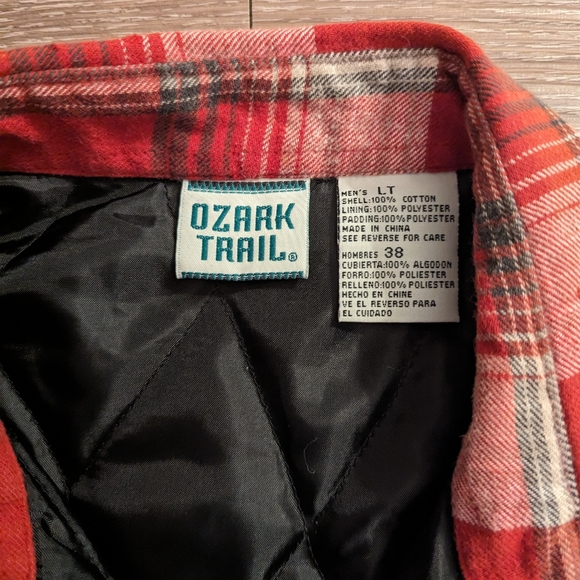 OZARK
TRAIL®
MEN'S LT
SHELL:100% COTTON
LINING:100% POLYESTER
PADDING:100% POLYESTER
MADE IN CHINA
SEE REVERSE FOR CARE
HOMBRES 38
CUBIERTA:100% ALGODON
FORRO:100% POLIESTER
RELLENO:100% POLIESTER
HECHO EN CHINE
VE EL REVERSO PARA
EL CUIDADO